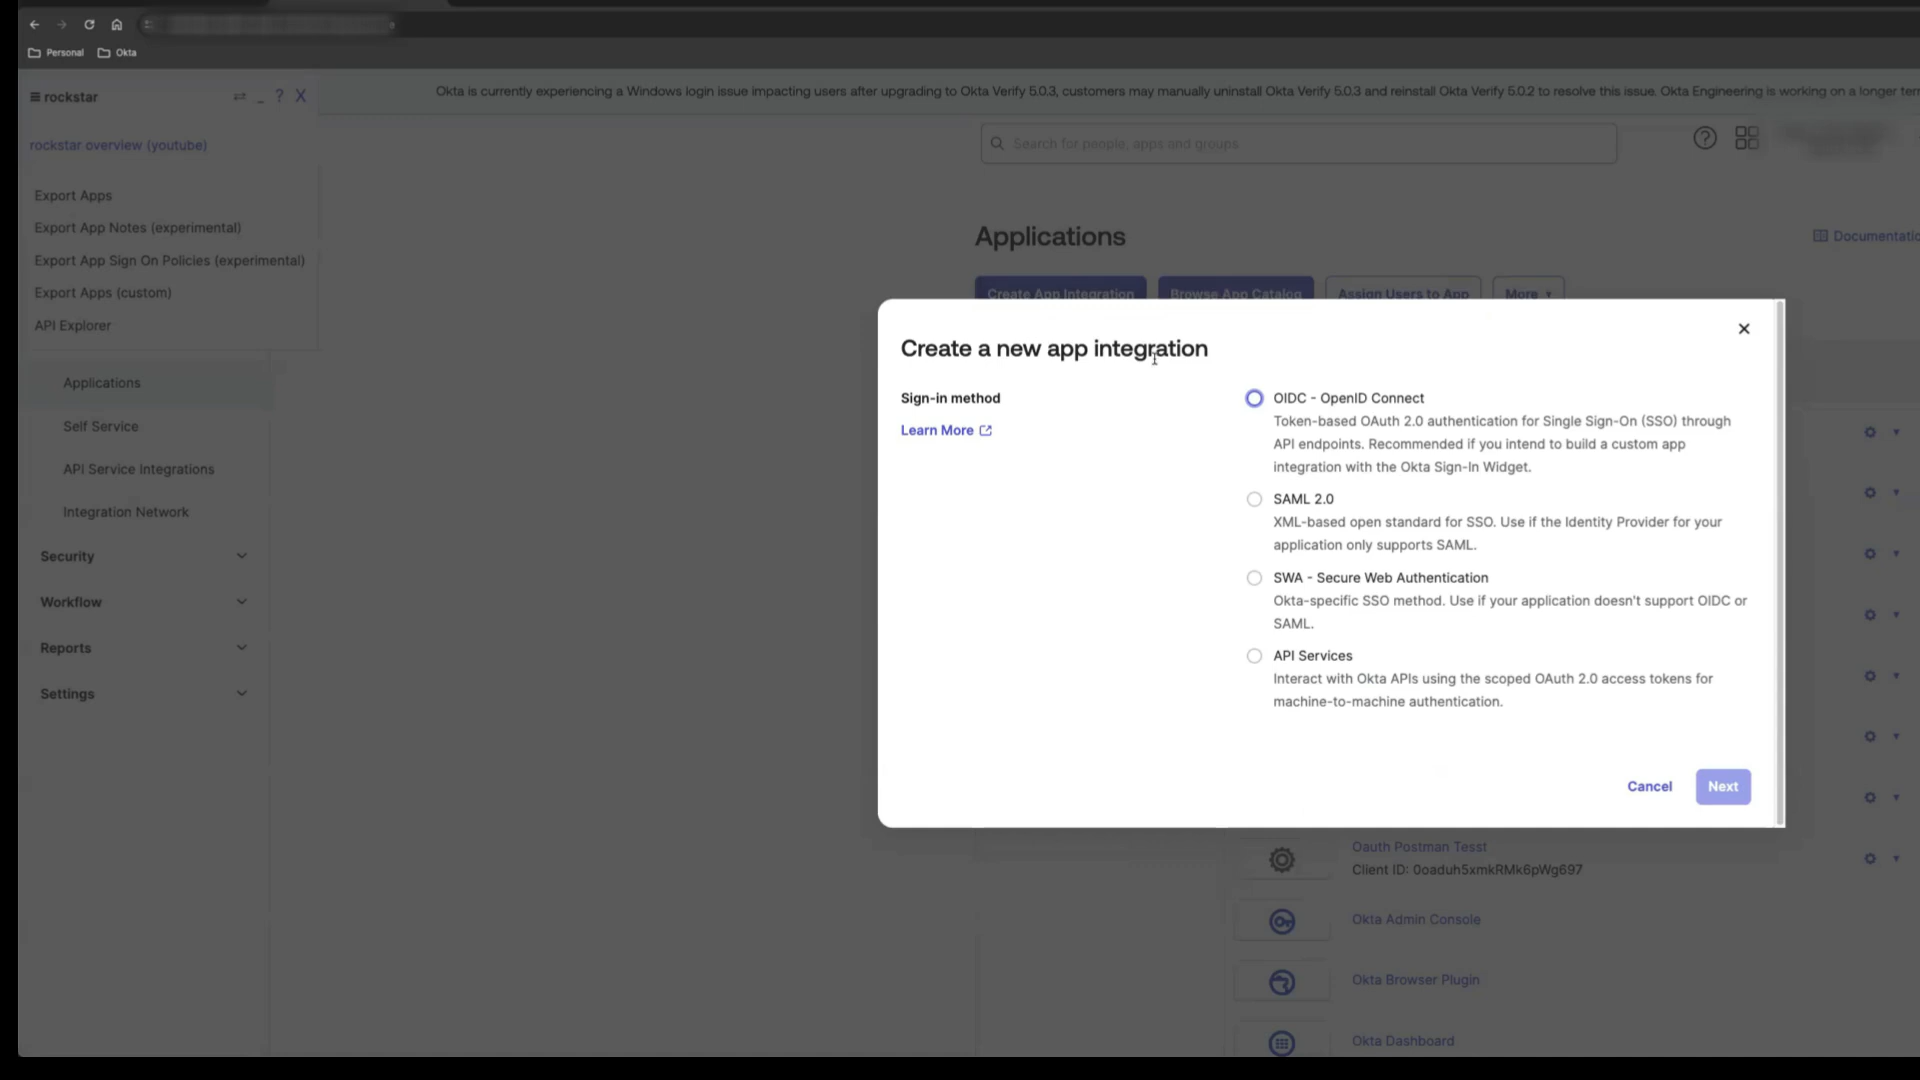 Personal
Okta
rockstar
? X
Okta is currently experiencing a Windows login issue impacting users after upgrading to Okta Verify 5.0.3, customers may manually uninstall Okta Verify 5.0.3 and reinstall Okta Verify 5.0.2 to resolve this issue. Okta Engineering is working on a longer
rockstar overview (youtube)
Search for people, apps and groups
Export Apps
Export App Notes (experimental)
Export App Sign On Policies (experimental)
Export Apps (custom)
API Explorer
Applications
Self Service
API Service Integrations
Integration Network
Security
Workflow
Reports
Settings
Applications
Create App Integration
Browse App Catalog
Assign Users to App
More
Create a new app integration
Sign-in method
Learn More
OIDC - OpenID Connect
Token-based OAuth 2.0 authentication for Single Sign-On (SSO) through
API endpoints. Recommended if you intend to build a custom app
integration with the Okta Sign-In Widget.
SAML 2.0
XML-based open standard for SSO. Use if the Identity Provider for your
application only supports SAML.
SWA - Secure Web Authentication
Okta-specific SSO method. Use if your application doesn't support OIDC or
SAML.
API Services
Interact with Okta APIs using the scoped OAuth 2.0 access tokens for
machine-to-machine authentication.
Cancel
Next
Oauth Postman Tesst
Client ID: 0oaduh5xmkRMk6pWg697
Okta Admin Console
Okta Browser Plugin
Okta Dashboard